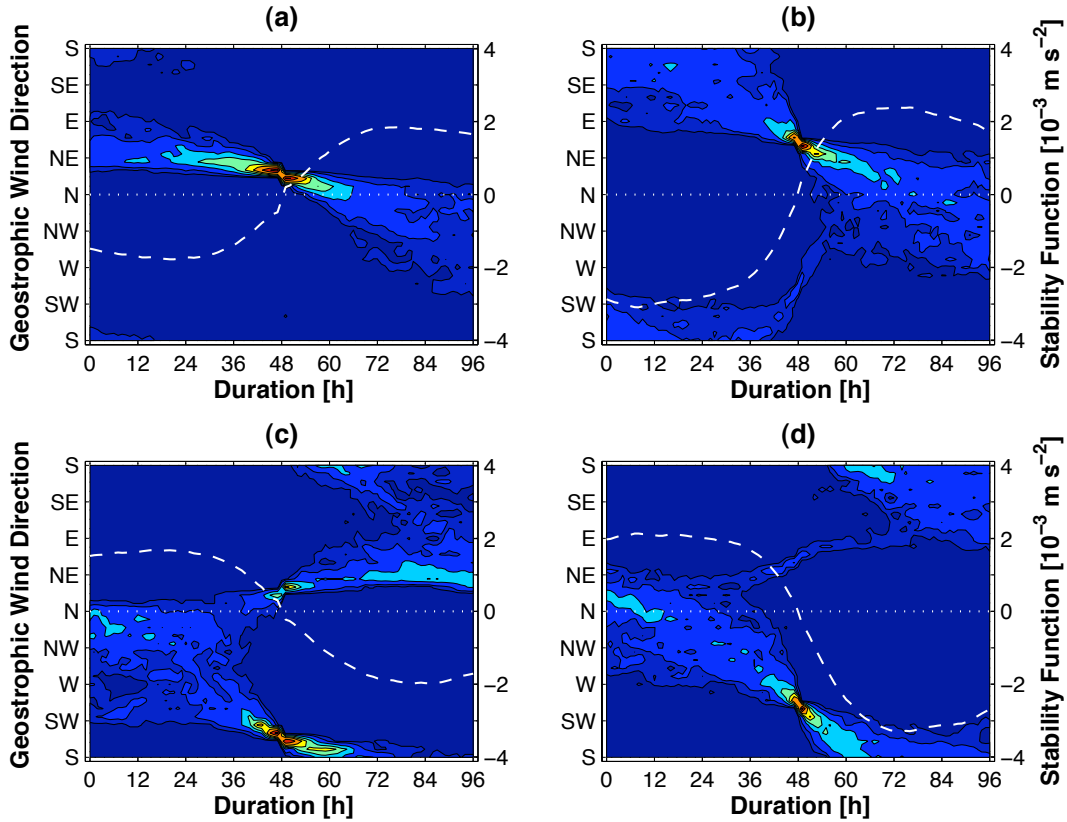 (a)
(b)
Geostrophic Wind Direction
S
SE
E
NE
N
NW
W
SW
S
4
2
0
−2
−4
0 12 24 36 48 60 72 84 96
Duration [h]
S
SE
E
NE
N
NW
W
SW
S
4
2
0
−2
−4
0 12 24 36 48 60 72 84 96
Duration [h]
Stability Function [10⁻³ m s⁻²]
(c)
(d)
Geostrophic Wind Direction
S
SE
E
NE
N
NW
W
SW
S
4
2
0
−2
−4
0 12 24 36 48 60 72 84 96
Duration [h]
S
SE
E
NE
N
NW
W
SW
S
4
2
0
−2
−4
0 12 24 36 48 60 72 84 96
Duration [h]
Stability Function [10⁻³ m s⁻²]